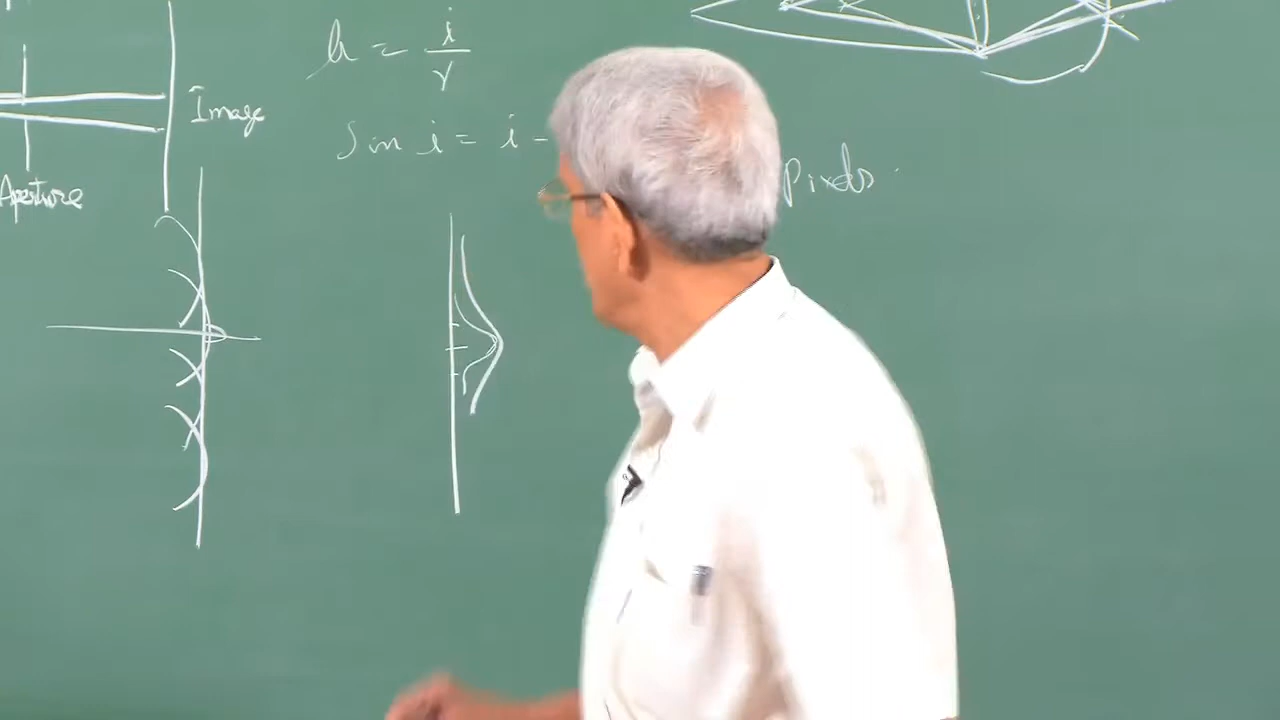 μ = i/r
Image
Sin i = i -
Pixels.
Aperture